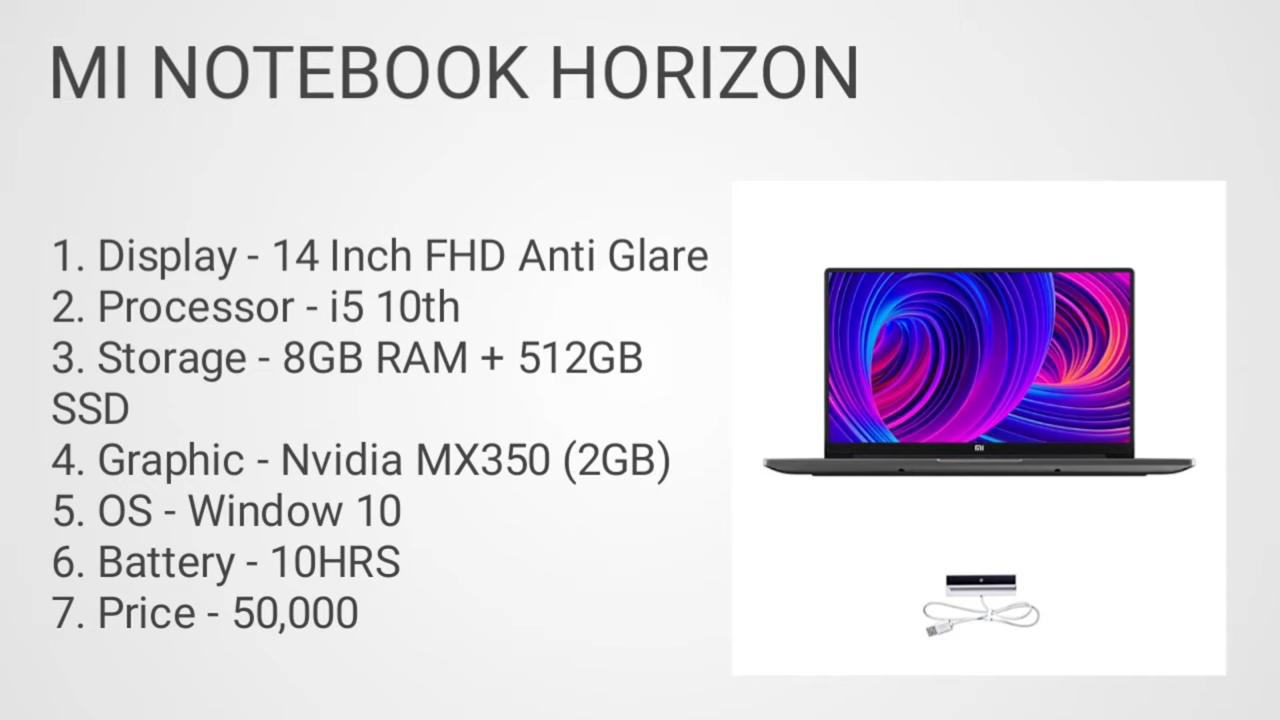 MI NOTEBOOK HORIZON
1. Display - 14 Inch FHD Anti Glare
2. Processor - i5 10th
3. Storage - 8GB RAM + 512GB
SSD
4. Graphic - Nvidia MX350 (2GB)
5. OS - Window 10
6. Battery - 10HRS
7. Price - 50,000
mi